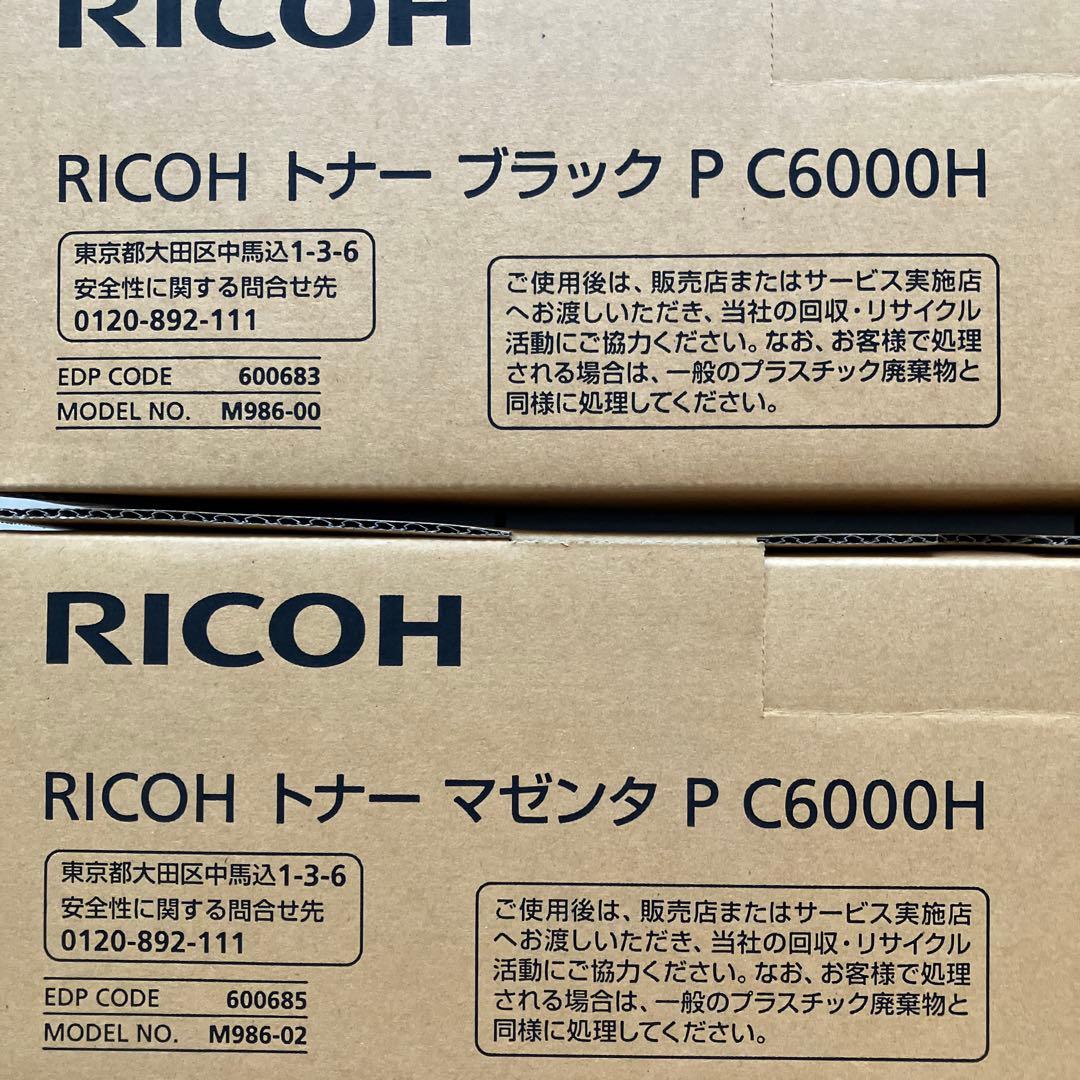 RICOH
RICOH トナー ブラック P C6000H
東京都大田区中馬込1-3-6
安全性に関する問合せ先
0120-892-111
EDP CODE 600683
MODEL NO. M986-00
ご使用後は、販売店またはサービス実施店
へお渡しいただき、当社の回収・リサイクル
活動にご協力ください。なお、お客様で処理
される場合は、一般のプラスチック廃棄物と
同様に処理してください。
RICOH
RICOH トナー マゼンタ P C6000H
東京都大田区中馬込1-3-6
安全性に関する問合せ先
0120-892-111
EDP CODE 600685
MODEL NO. M986-02
ご使用後は、販売店またはサービス実施店
へお渡しいただき、当社の回収・リサイクル
活動にご協力ください。なお、お客様で処理
される場合は、一般のプラスチック廃棄物と
同様に処理してください。